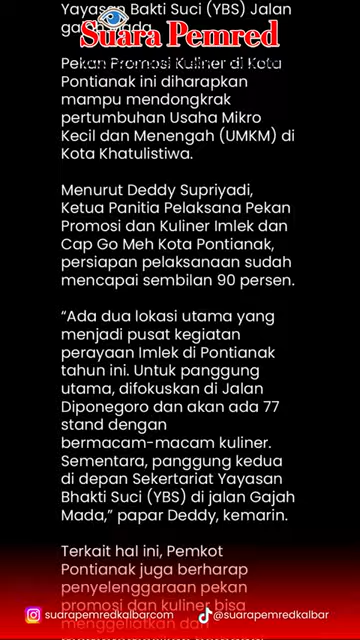 Yayasan Bakti Suci (YBS) Jalan
Suara Pemred
Pekan Promosi Kuliner di Kota
Pontianak ini diharapkan
mampu mendongkrak
pertumbuhan Usaha Mikro
Kecil dan Menengah (UMKM) di
Kota Khatulistiwa.
Menurut Deddy Supriyadi,
Ketua Panitia Pelaksana Pekan
Promosi dan Kuliner Imlek dan
Cap Go Meh Kota Pontianak,
persiapan pelaksanaan sudah
mencapai sembilan 90 persen.
“Ada dua lokasi utama yang
menjadi pusat kegiatan
perayaan Imlek di Pontianak
tahun ini. Untuk panggung
utama, difokuskan di Jalan
Diponegoro dan akan ada 77
stand dengan
bermacam-macam kuliner.
Sementara, panggung kedua
di depan Sekertariat Yayasan
Bhakti Suci (YBS) di jalan Gajah
Mada,” papar Deddy, kemarin.
Terkait hal ini, Pemkot
Pontianak juga berharap
penyelenggaraan pekan
promosi dan kuliner bisa
menggeliatkan dan
suarapemredkalbarcom
@suarapemredkalbar